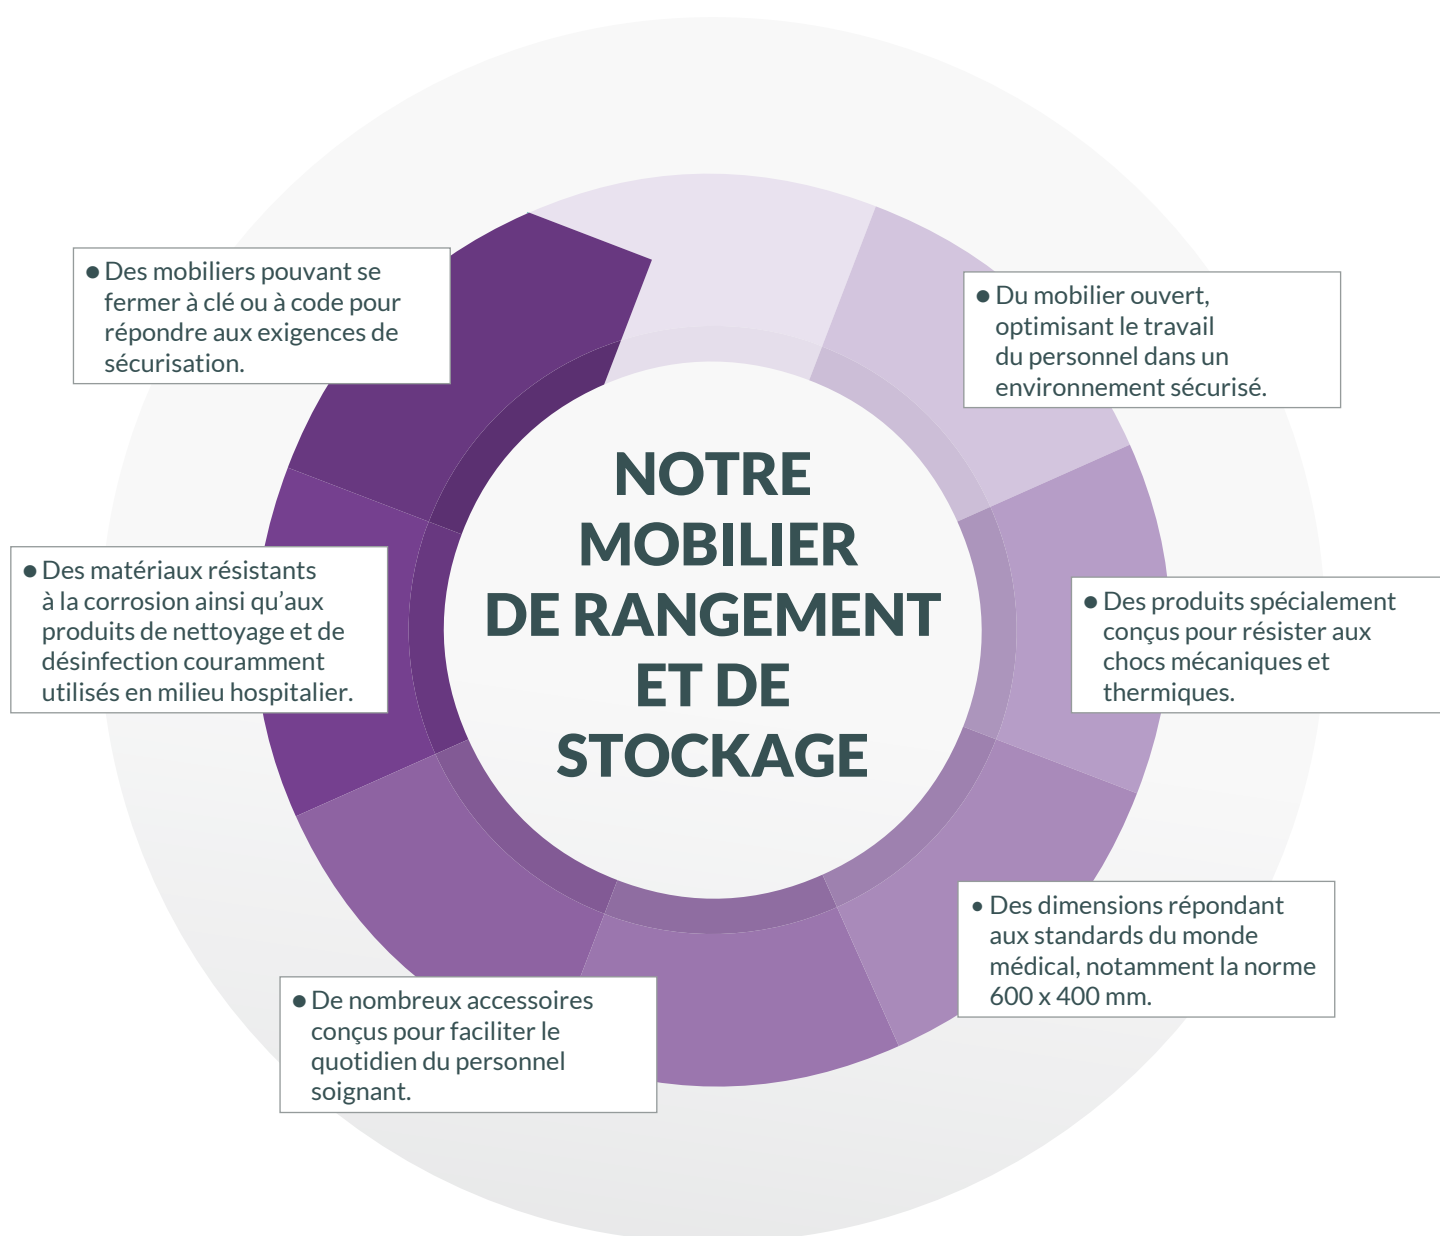 NOTRE
MOBILIER
DE RANGEMENT
ET DE
STOCKAGE
● Du mobilier ouvert,
optimisant le travail
du personnel dans un
environnement sécurisé.
● Des produits spécialement
conçus pour résister aux
chocs mécaniques et
thermiques.
● Des dimensions répondant
aux standards du monde
médical, notamment la norme
600 x 400 mm.
● De nombreux accessoires
conçus pour faciliter le
quotidien du personnel
soignant.
● Des matériaux résistants
à la corrosion ainsi qu’aux
produits de nettoyage et de
désinfection couramment
utilisés en milieu hospitalier.
● Des mobiliers pouvant se
fermer à clé ou à code pour
répondre aux exigences de
sécurisation.